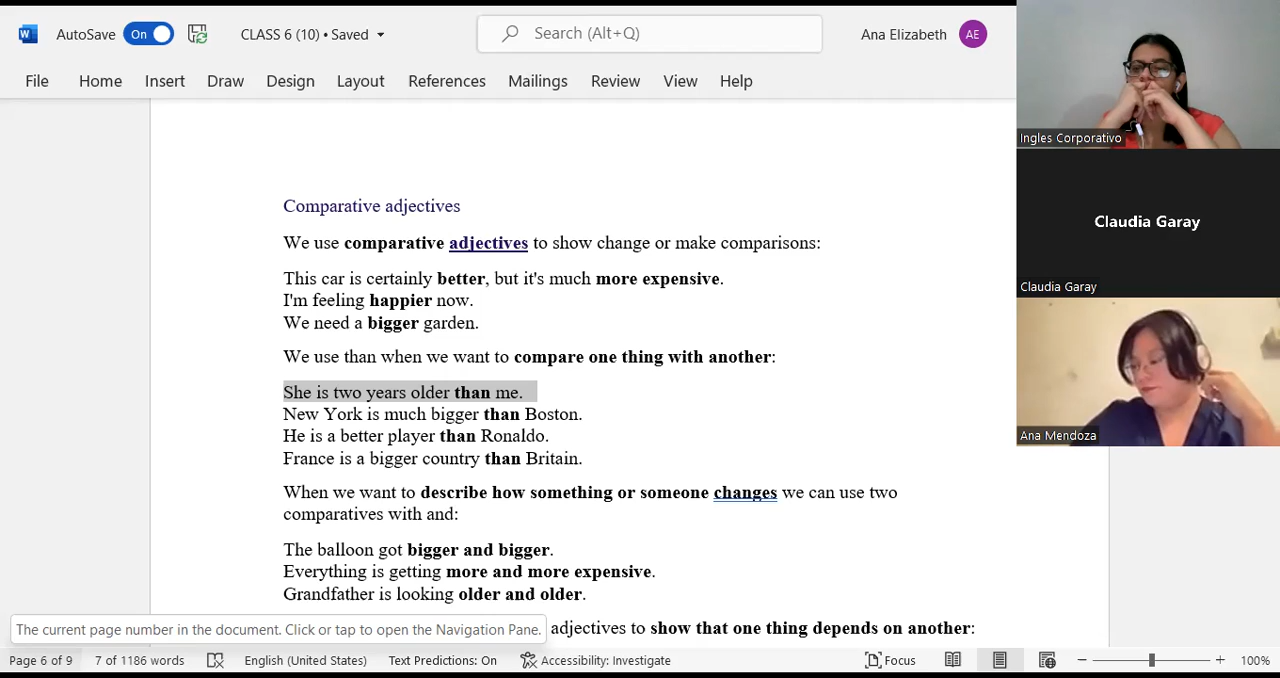 AutoSave On CLASS 6 (10) • Saved Search (Alt+Q) Ana Elizabeth AE
File Home Insert Draw Design Layout References Mailings Review View Help
Comparative adjectives
We use comparative adjectives to show change or make comparisons:
This car is certainly better, but it's much more expensive.
I'm feeling happier now.
We need a bigger garden.
We use than when we want to compare one thing with another:
She is two years older than me.
New York is much bigger than Boston.
He is a better player than Ronaldo.
France is a bigger country than Britain.
When we want to describe how something or someone changes we can use two
comparatives with and:
The balloon got bigger and bigger.
Everything is getting more and more expensive.
Grandfather is looking older and older.
adjectives to show that one thing depends on another:
The current page number in the document. Click or tap to open the Navigation Pane.
Page 6 of 9 7 of 1186 words English (United States) Text Predictions: On Accessibility: Investigate Focus 100%
Ingles Corporativo
Claudia Garay
Claudia Garay
Ana Mendoza